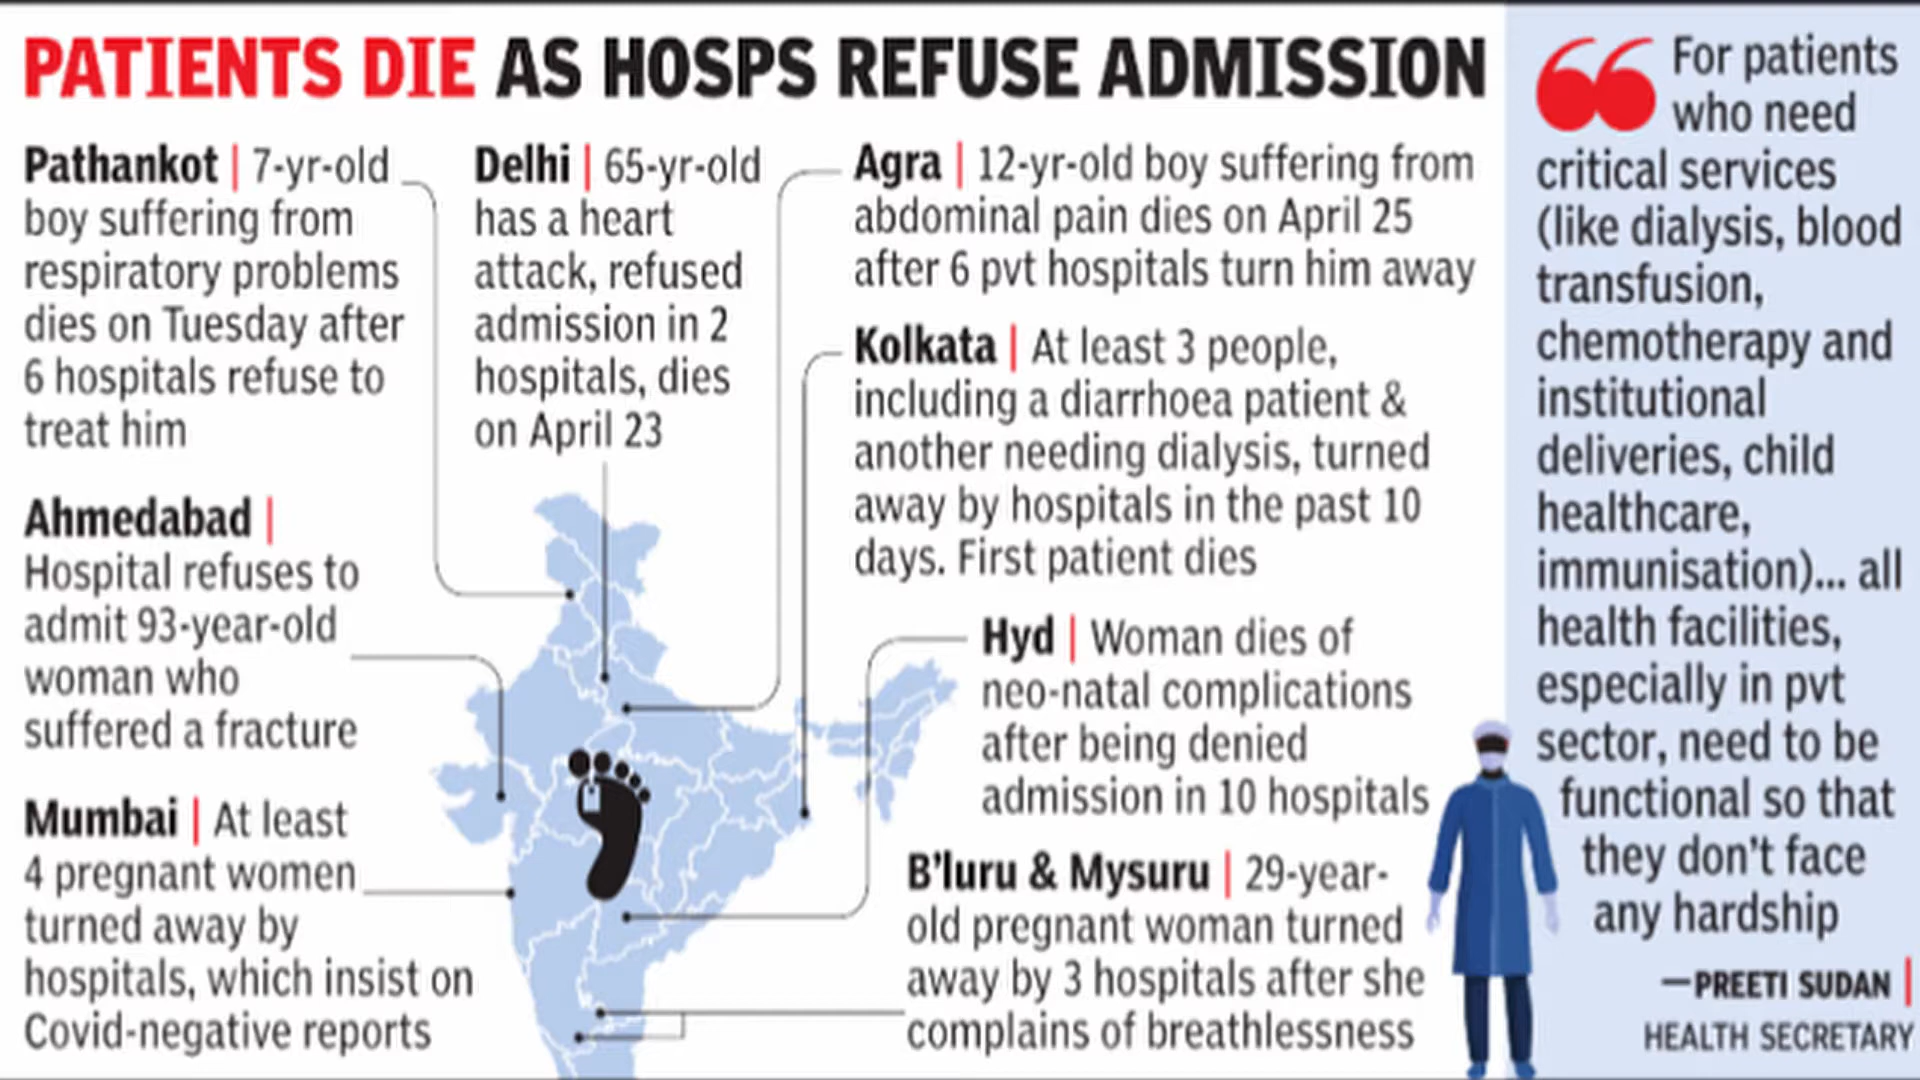 PATIENTS DIE AS HOSPS REFUSE ADMISSION
Pathankot | 7-yr-old
boy suffering from
respiratory problems
dies on Tuesday after
6 hospitals refuse to
treat him
Delhi | 65-yr-old
has a heart
attack, refused
admission in 2
hospitals, dies
on April 23
Agra | 12-yr-old boy suffering from
abdominal pain dies on April 25
after 6 pvt hospitals turn him away
Kolkata | At least 3 people,
including a diarrhoea patient &
another needing dialysis, turned
away by hospitals in the past 10
days. First patient dies
Ahmedabad |
Hospital refuses to
admit 93-year-old
woman who
suffered a fracture
Mumbai | At least
4 pregnant women
turned away by
hospitals, which insist on
Covid-negative reports
Hyd | Woman dies of
neo-natal complications
after being denied
admission in 10 hospitals
B'luru & Mysuru | 29-year-
old pregnant woman turned
away by 3 hospitals after she
complains of breathlessness
“For patients
who need
critical services
(like dialysis, blood
transfusion,
chemotherapy and
institutional
deliveries, child
healthcare,
immunisation)... all
health facilities,
especially in pvt
sector, need to be
functional so that
they don't face
any hardship
—PREETI SUDAN |
HEALTH SECRETARY